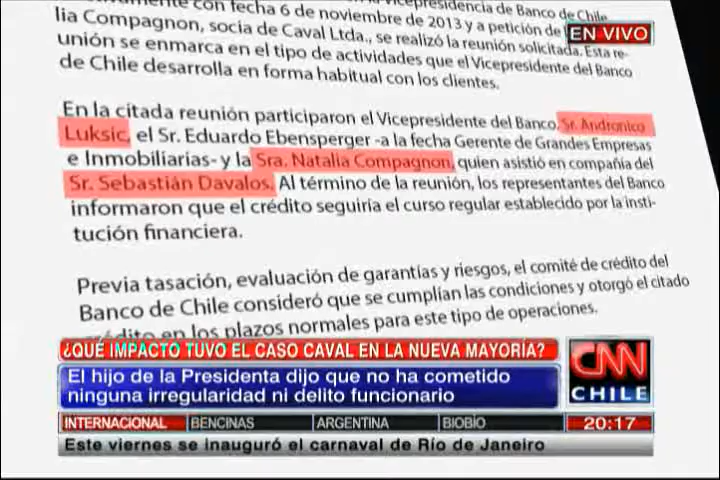 con fecha 6 de noviembre de 2013 y a petición de
lia Compagnon, socia de Caval Ltda., se realizó la reunión solicitada. Esta re-
unión se enmarca en el tipo de actividades que el Vicepresidente del Banco
de Chile desarrolla en forma habitual con los clientes.
En la citada reunión participaron el Vicepresidente del Banco, Sr. Andronico
Luksic, el Sr. Eduardo Ebensperger -a la fecha Gerente de Grandes Empresas
e Inmobiliarias- y la Sra. Natalia Compagnon, quien asistió en compañía del
Sr. Sebastián Davalos. Al término de la reunión, los representantes del Banco
informaron que el crédito seguiría el curso regular establecido por la insti-
tución financiera.
Previa tasación, evaluación de garantías y riesgos, el comité de crédito del
Banco de Chile consideró que se cumplían las condiciones y otorgó el citado
crédito en los plazos normales para este tipo de operaciones.
EN VIVO
¿QUÉ IMPACTO TUVO EL CASO CAVAL EN LA NUEVA MAYORÍA?
El hijo de la Presidenta dijo que no ha cometido
ninguna irregularidad ni delito funcionario
CNN
CHILE
INTERNACIONAL BENCINAS ARGENTINA BIOBÍO 20:17
Este viernes se inauguró el carnaval de Río de Janeiro